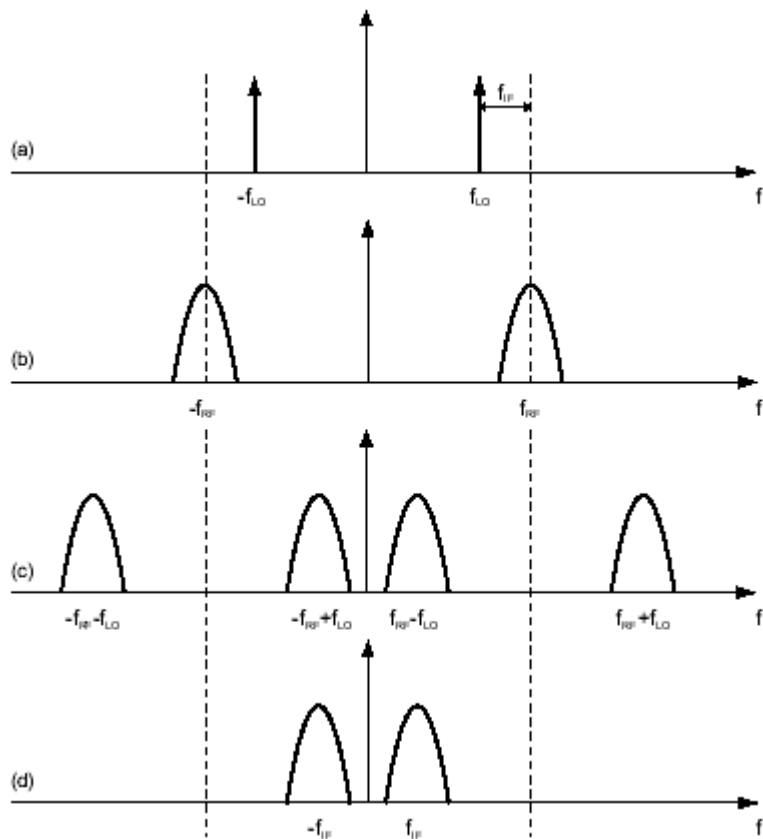 f_IF
(a)
-f_LO f_LO f
(b)
-f_RF f_RF f
(c)
-f_RF-f_LO -f_RF+f_LO f_RF-f_LO f_RF+f_LO f
(d)
-f_IF f_IF